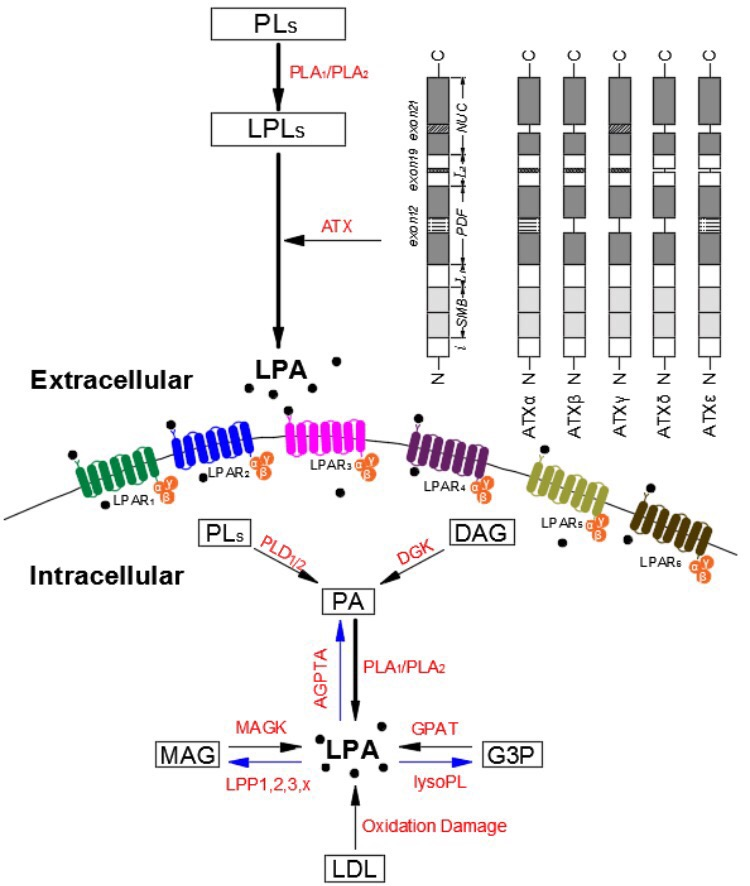 PLs
PLA₁/PLA₂
LPLs
ATX
C
exon21
NUC
exon19
L₂
exon12
PDF
L₁
SMB
i
N
C
C
C
C
C
ATXα N
ATXβ N
ATXγ N
ATXδ N
ATXε N
LPA
Extracellular
LPAR₁
α γ
β
LPAR₂
α γ
β
LPAR₃
α γ
β
LPAR₄
α γ
β
LPAR₅
α γ
β
LPAR₆
α γ
β
Intracellular
PLs
PLD1/2
DGK
DAG
PA
AGPTA
PLA₁/PLA₂
MAG
MAGK
LPP1,2,3,x
LPA
GPAT
lysoPL
G3P
Oxidation Damage
LDL